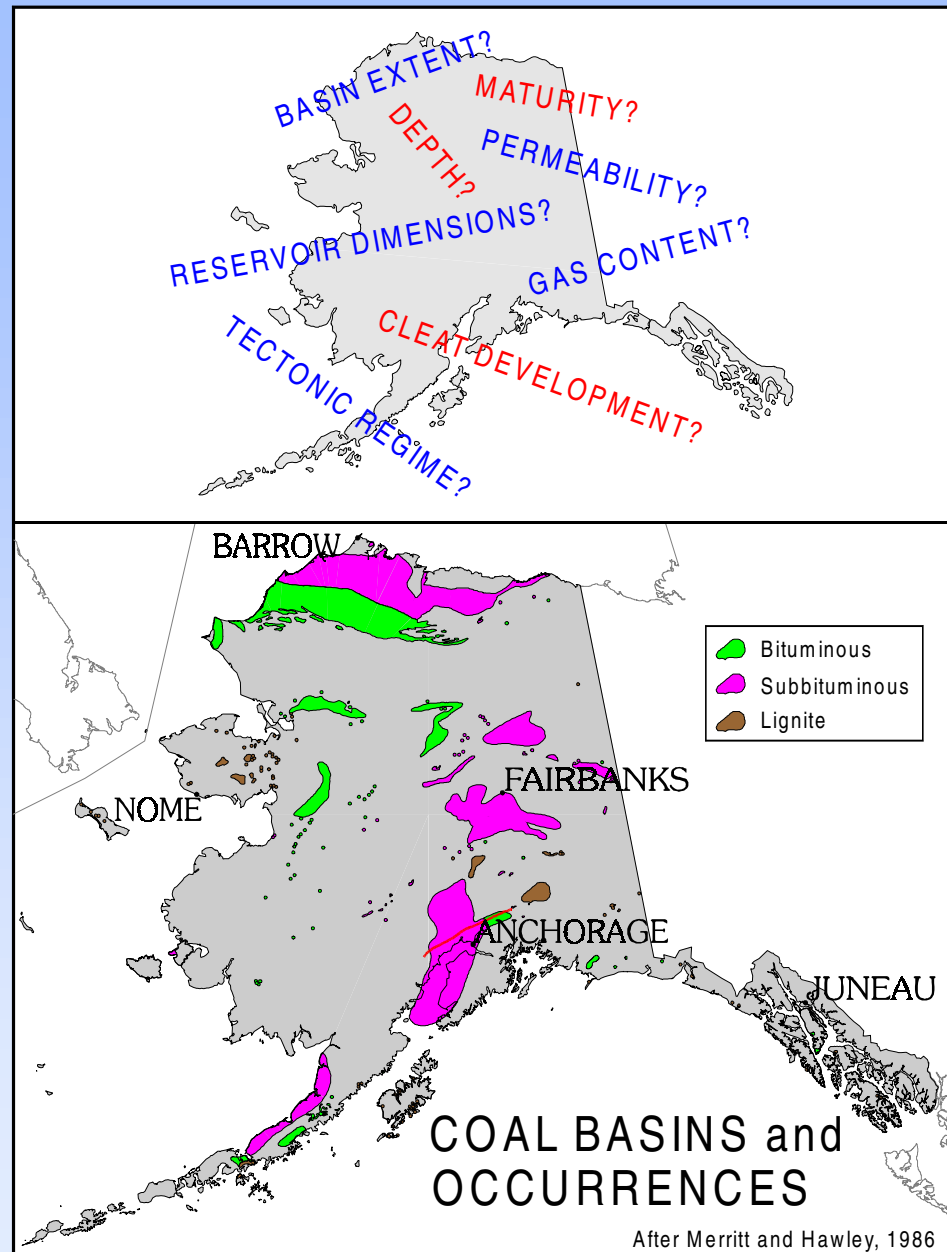 BASIN EXTENT?
MATURITY?
DEPTH?
PERMEABILITY?
RESERVOIR DIMENSIONS?
GAS CONTENT?
CLEAT DEVELOPMENT?
TECTONIC REGIME?
BARROW
Bituminous
Subbituminous
Lignite
FAIRBANKS
NOME
ANCHORAGE
JUNEAU
COAL BASINS and
OCCURRENCES
After Merritt and Hawley, 1986